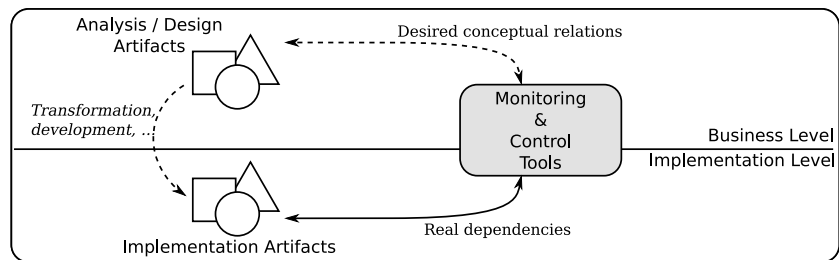 Analysis / Design
Artifacts
Desired conceptual relations
Transformation,
development, ...
Monitoring
&
Control
Tools
Business Level
Implementation Level
Implementation Artifacts
Real dependencies